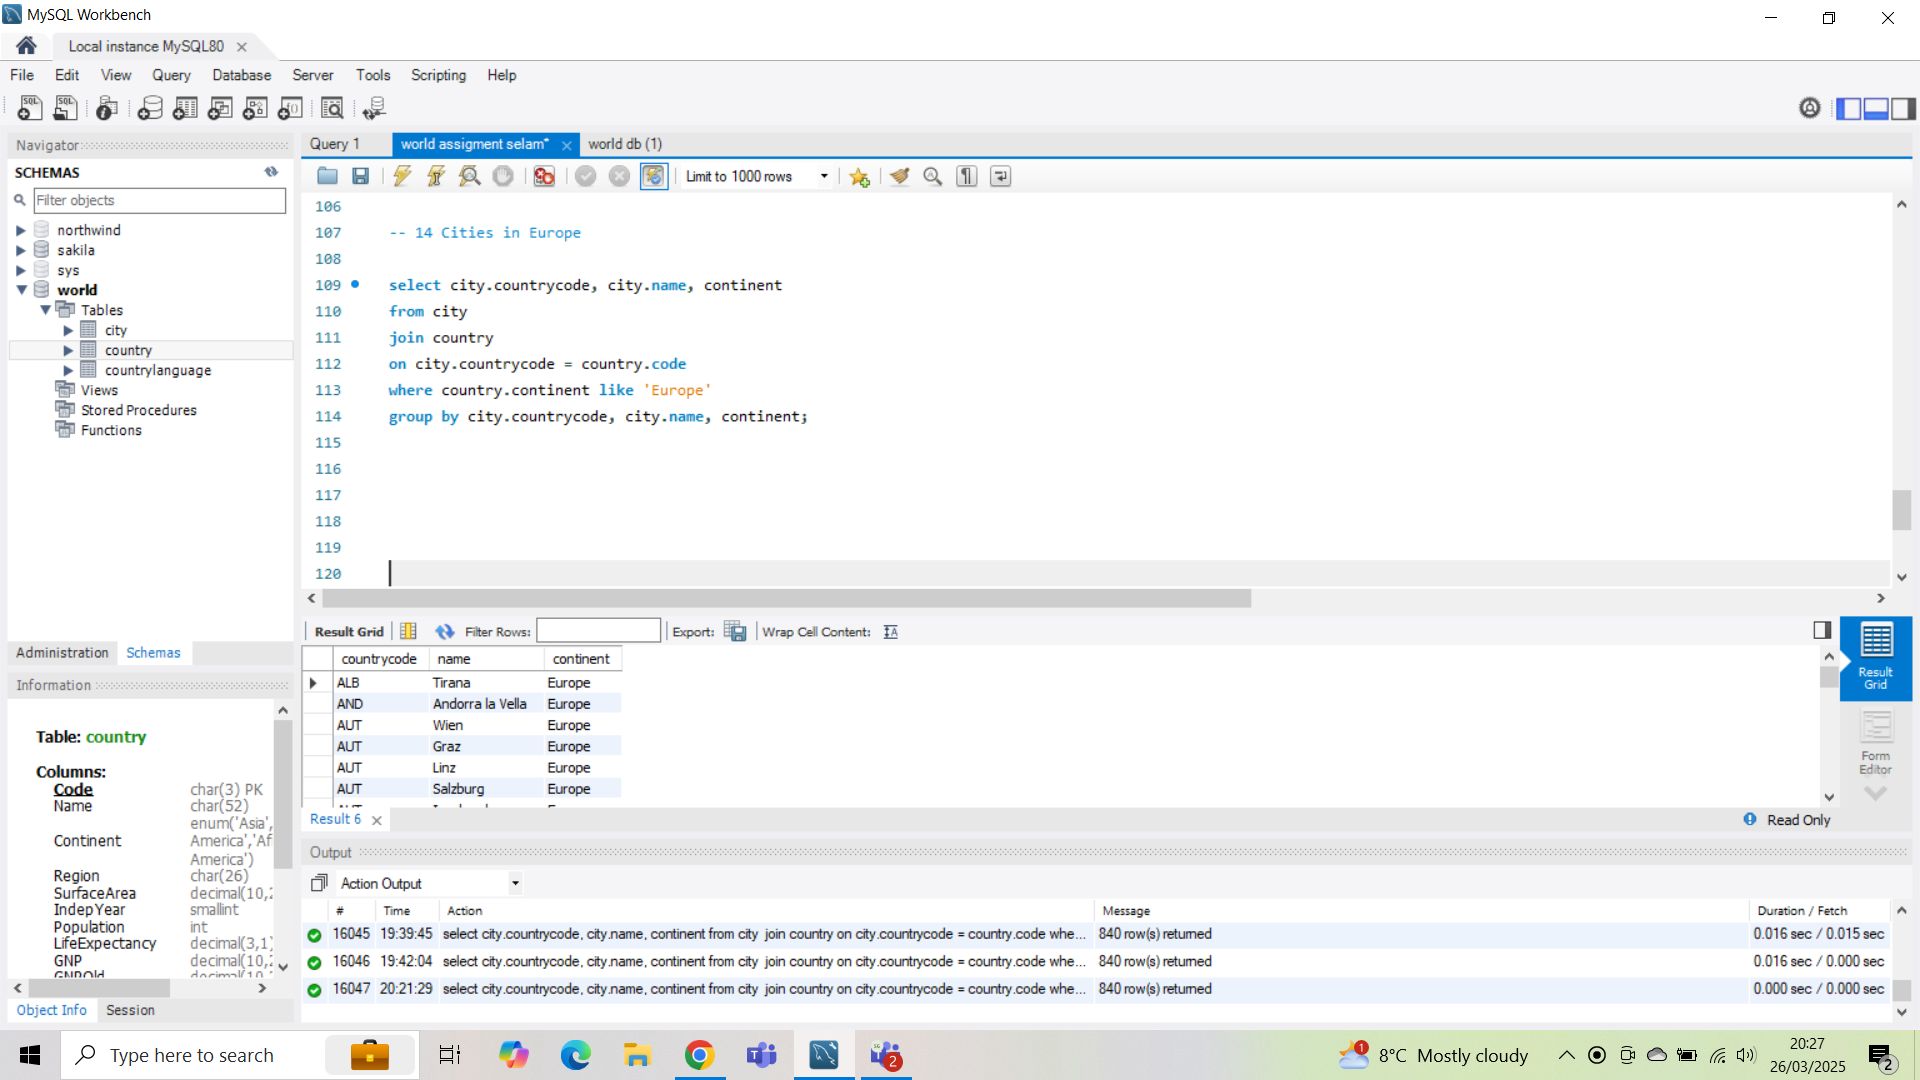 MySQL Workbench
Local instance MySQL80
File Edit View Query Database Server Tools Scripting Help
Navigator
SCHEMAS
Filter objects
northwind
sakila
sys
world
Tables
city
country
countrylanguage
Views
Stored Procedures
Functions
Administration Schemas
Information
Table: country
Columns:
Code char(3) PK
Name char(52)
enum('Asia',
Continent America','Af
America')
Region char(26)
SurfaceArea decimal(10,2
IndepYear smallint
Population int
LifeExpectancy decimal(3,1)
GNP decimal(10,2
GNPOld decimal(10,2
Object Info Session
Query 1 world assigment selam* world db (1)
Limit to 1000 rows
106
107 -- 14 Cities in Europe
108
109 select city.countrycode, city.name, continent
110 from city
111 join country
112 on city.countrycode = country.code
113 where country.continent like 'Europe'
114 group by city.countrycode, city.name, continent;
115
116
117
118
119
120
Result Grid Filter Rows: Export: Wrap Cell Content:
countrycode name continent
ALB Tirana Europe
AND Andorra la Vella Europe
AUT Wien Europe
AUT Graz Europe
AUT Linz Europe
AUT Salzburg Europe
Result Grid
Form Editor
Result 6 Read Only
Output
Action Output
# Time Action Message Duration / Fetch
16045 19:39:45 select city.countrycode, city.name, continent from city join country on city.countrycode = country.code whe... 840 row(s) returned 0.016 sec / 0.015 sec
16046 19:42:04 select city.countrycode, city.name, continent from city join country on city.countrycode = country.code whe... 840 row(s) returned 0.016 sec / 0.000 sec
16047 20:21:29 select city.countrycode, city.name, continent from city join country on city.countrycode = country.code whe... 840 row(s) returned 0.000 sec / 0.000 sec
Type here to search
2
1
8°C Mostly cloudy
20:27
26/03/2025
2